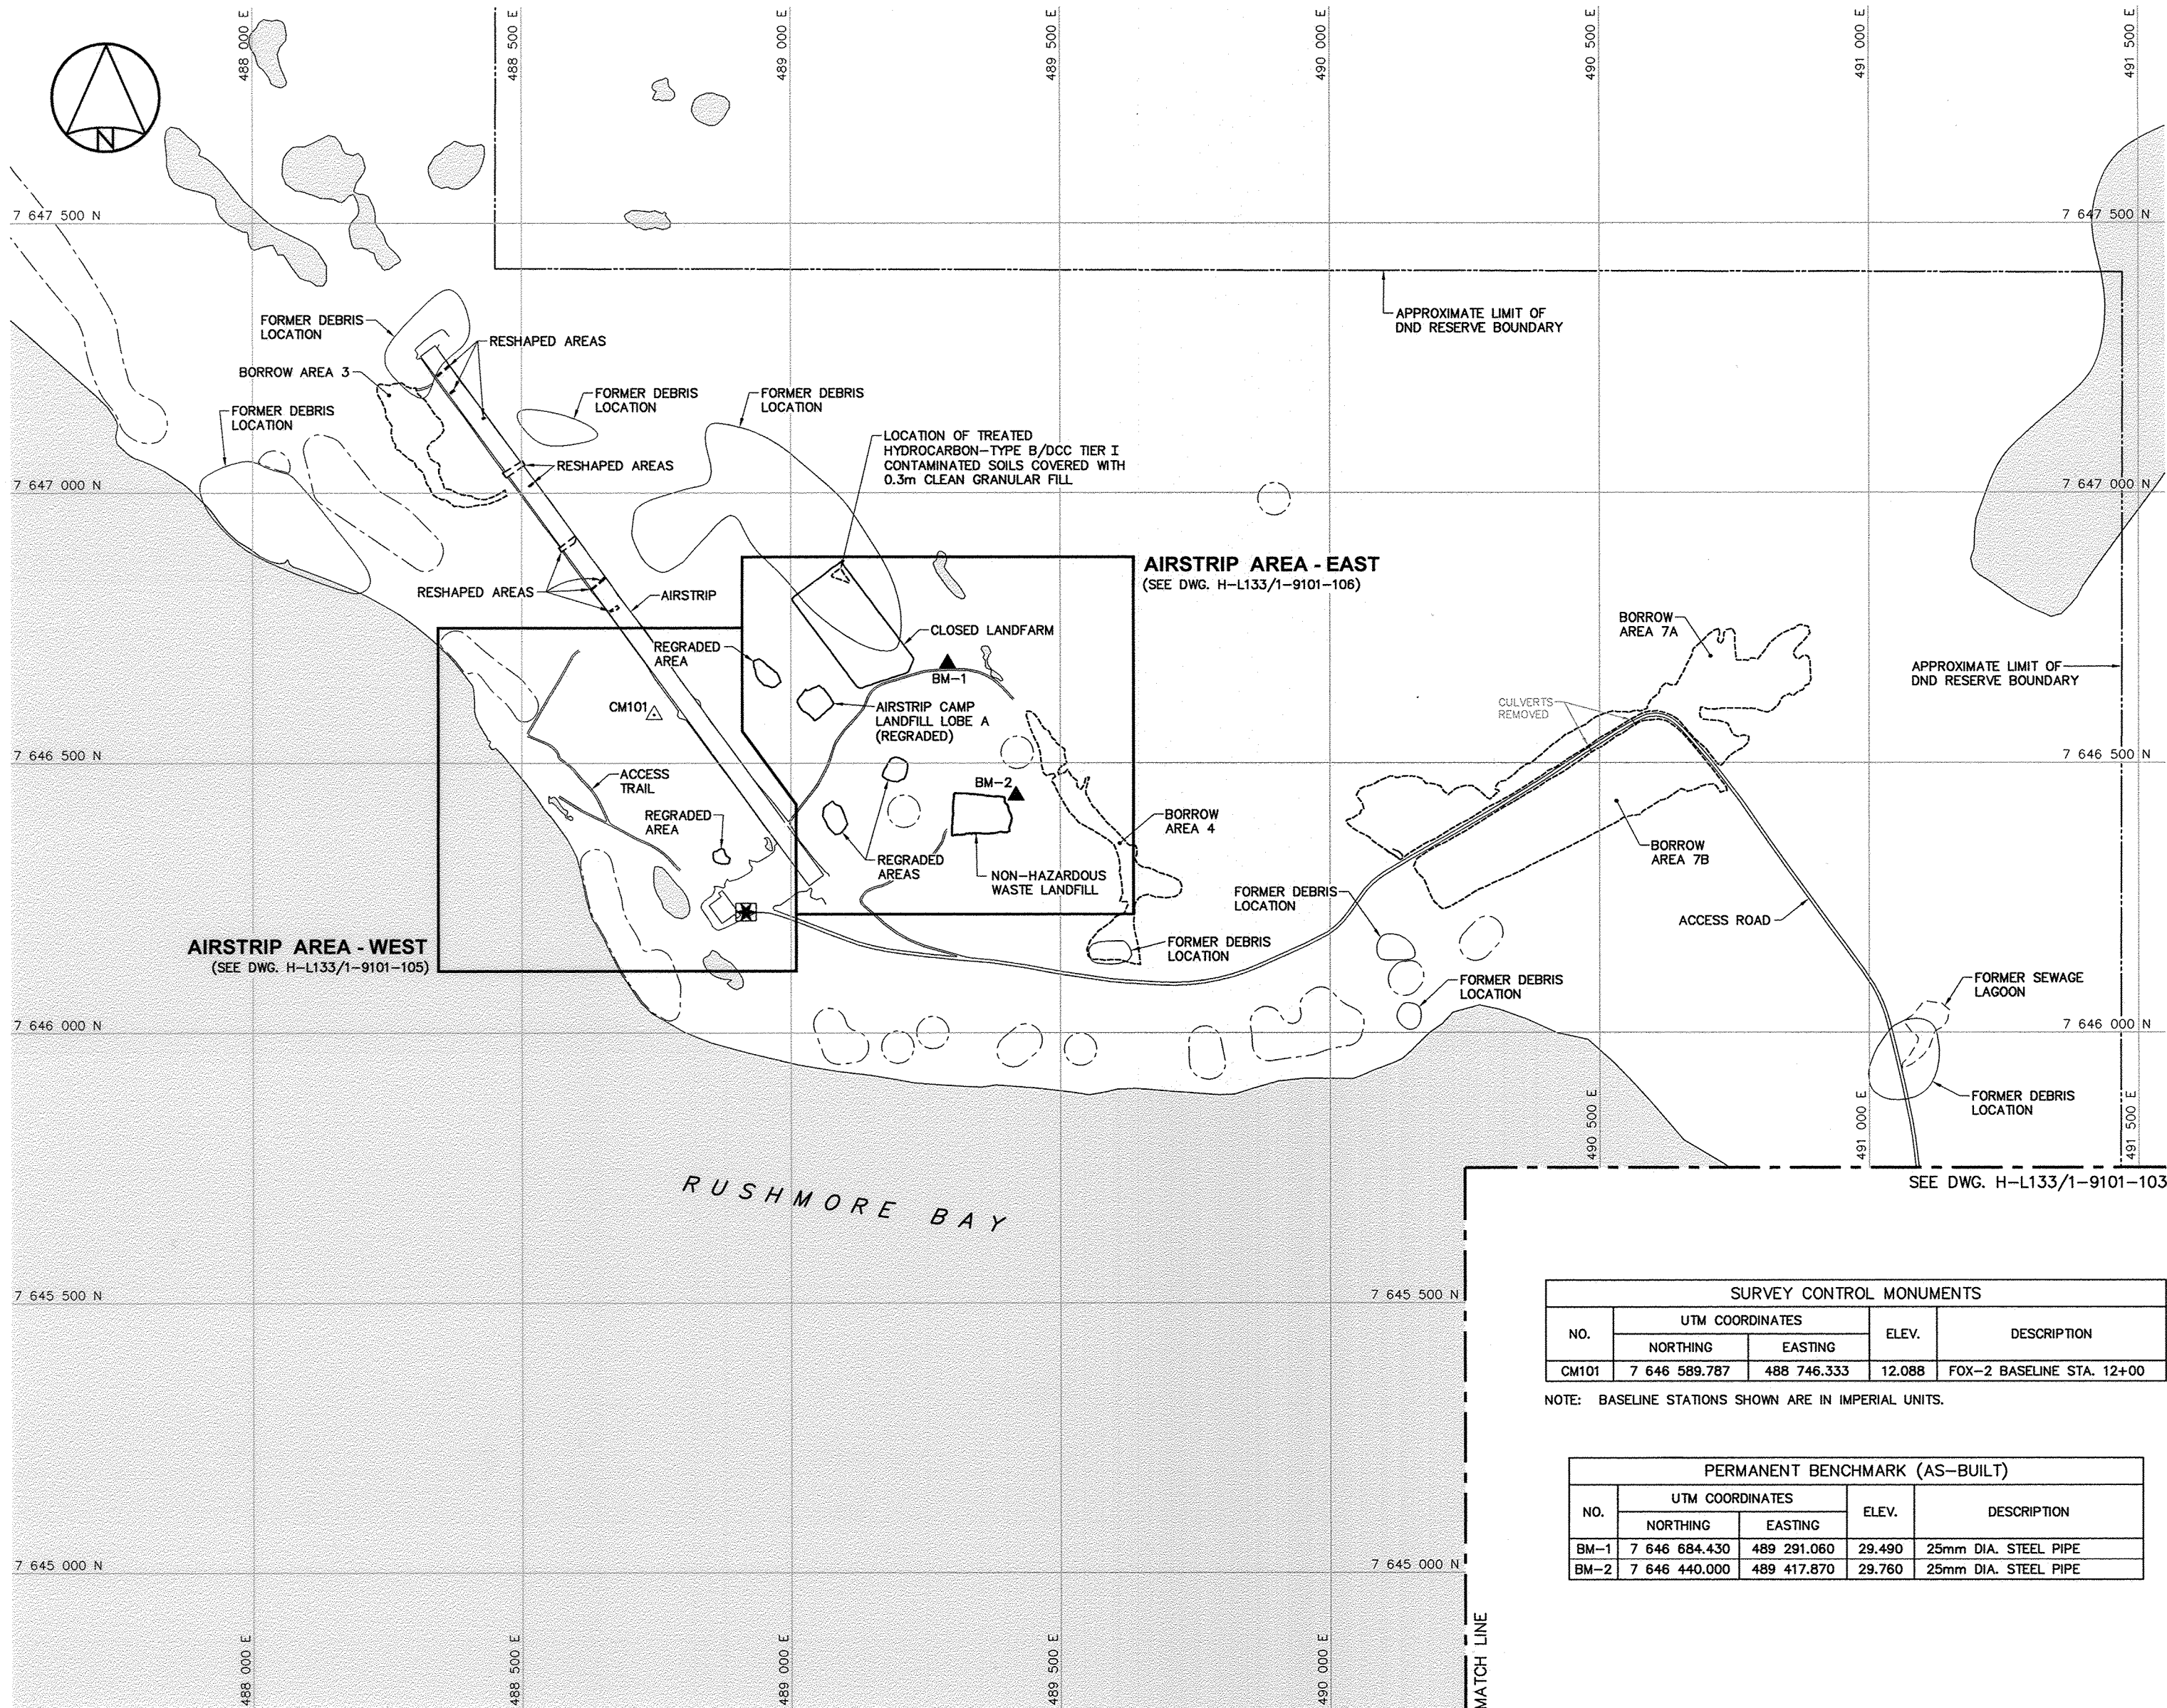 488 000 E
488 500 E
489 000 E
489 500 E
490 000 E
490 500 E
491 000 E
491 500 E
N
7 647 500 N
7 647 500 N
APPROXIMATE LIMIT OF
DND RESERVE BOUNDARY
FORMER DEBRIS
LOCATION
RESHAPED AREAS
BORROW AREA 3
FORMER DEBRIS
LOCATION
FORMER DEBRIS
LOCATION
FORMER DEBRIS
LOCATION
LOCATION OF TREATED
HYDROCARBON-TYPE B/DCC TIER I
CONTAMINATED SOILS COVERED WITH
0.3m CLEAN GRANULAR FILL
RESHAPED AREAS
7 647 000 N
7 647 000 N
AIRSTRIP AREA - EAST
(SEE DWG. H-L133/1-9101-106)
RESHAPED AREAS
AIRSTRIP
CLOSED LANDFARM
REGRADED
AREA
BM-1
BORROW
AREA 7A
APPROXIMATE LIMIT OF
DND RESERVE BOUNDARY
CM101
AIRSTRIP CAMP
LANDFILL LOBE A
(REGRADED)
CULVERTS
REMOVED
7 646 500 N
7 646 500 N
ACCESS
TRAIL
BM-2
REGRADED
AREA
BORROW
AREA 4
REGRADED
AREAS
NON-HAZARDOUS
WASTE LANDFILL
BORROW
AREA 7B
FORMER DEBRIS
LOCATION
ACCESS ROAD
AIRSTRIP AREA - WEST
(SEE DWG. H-L133/1-9101-105)
FORMER DEBRIS
LOCATION
FORMER DEBRIS
LOCATION
FORMER SEWAGE
LAGOON
7 646 000 N
7 646 000 N
FORMER DEBRIS
LOCATION
490 500 E
491 000 E
491 500 E
RUSHMORE BAY
SEE DWG. H-L133/1-9101-103
7 645 500 N
7 645 500 N
SURVEY CONTROL MONUMENTS
NO.
UTM COORDINATES
ELEV.
DESCRIPTION
NORTHING
EASTING
CM101 7 646 589.787 488 746.333 12.088 FOX-2 BASELINE STA. 12+00
NOTE: BASELINE STATIONS SHOWN ARE IN IMPERIAL UNITS.
PERMANENT BENCHMARK (AS-BUILT)
NO.
UTM COORDINATES
ELEV.
DESCRIPTION
NORTHING
EASTING
BM-1 7 646 684.430 489 291.060 29.490 25mm DIA. STEEL PIPE
BM-2 7 646 440.000 489 417.870 29.760 25mm DIA. STEEL PIPE
7 645 000 N
7 645 000 N
MATCH LINE
488 000 E
488 500 E
489 000 E
489 500 E
490 000 E